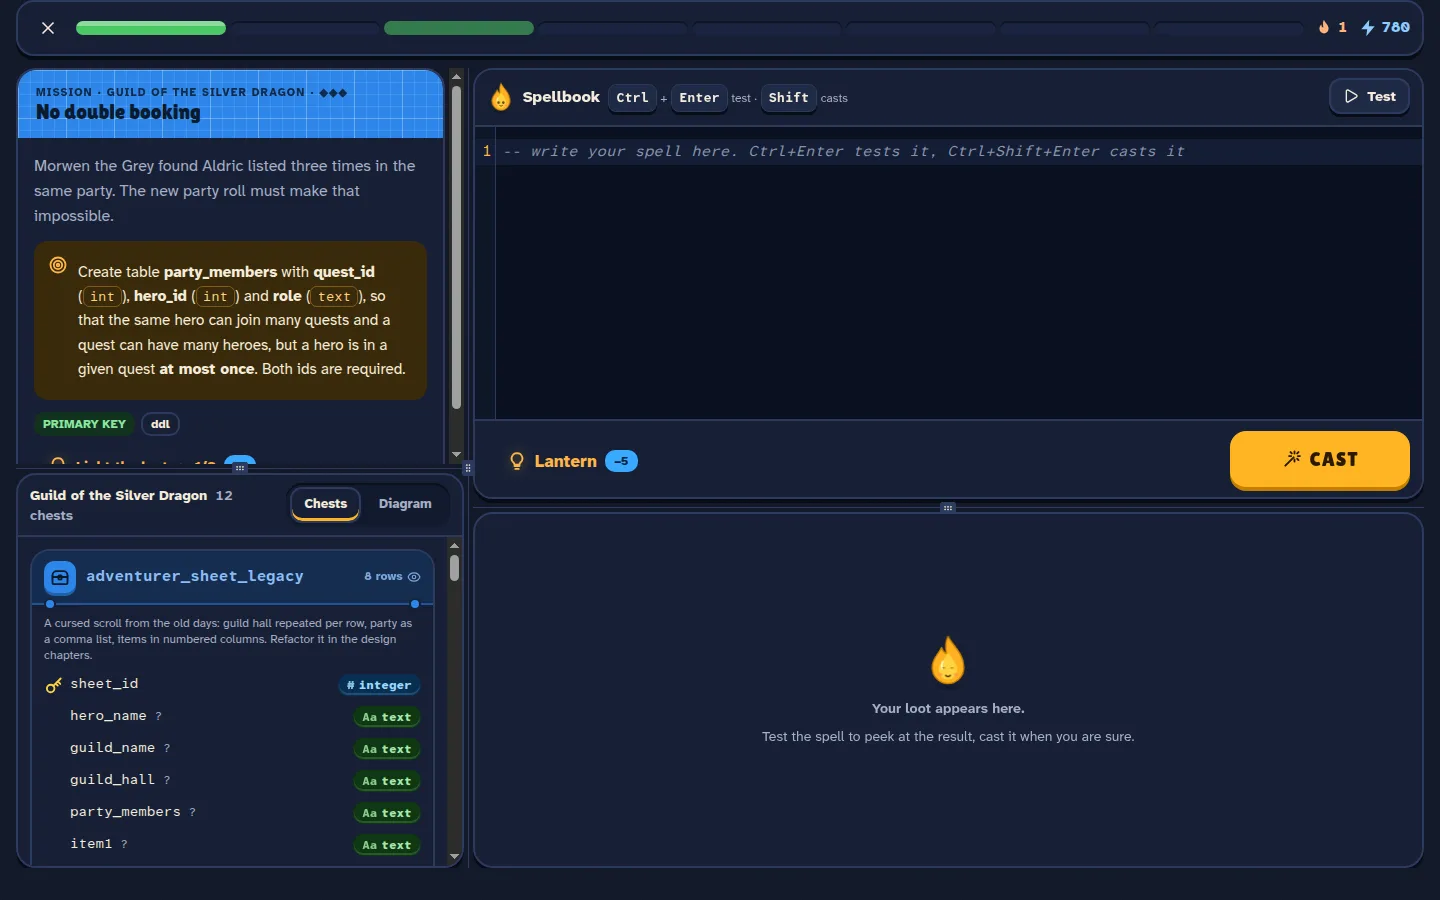 1
780
MISSION · GUILD OF THE SILVER DRAGON · ◆◆◆
No double booking
Morwen the Grey found Aldric listed three times in the
same party. The new party roll must make that
impossible.
Create table party_members with quest_id
(int), hero_id (int) and role (text), so
that the same hero can join many quests and a
quest can have many heroes, but a hero is in a
given quest at most once. Both ids are required.
PRIMARY KEY ddl
Guild of the Silver Dragon 12
chests
Chests Diagram
adventurer_sheet_legacy 8 rows
A cursed scroll from the old days: guild hall repeated per row, party as
a comma list, items in numbered columns. Refactor it in the design
chapters.
sheet_id # integer
hero_name ? Aa text
guild_name ? Aa text
guild_hall ? Aa text
party_members ? Aa text
item1 ? Aa text
Spellbook Ctrl + Enter test · Shift casts
Test
1 -- write your spell here. Ctrl+Enter tests it, Ctrl+Shift+Enter casts it
Lantern −5
CAST
Your loot appears here.
Test the spell to peek at the result, cast it when you are sure.